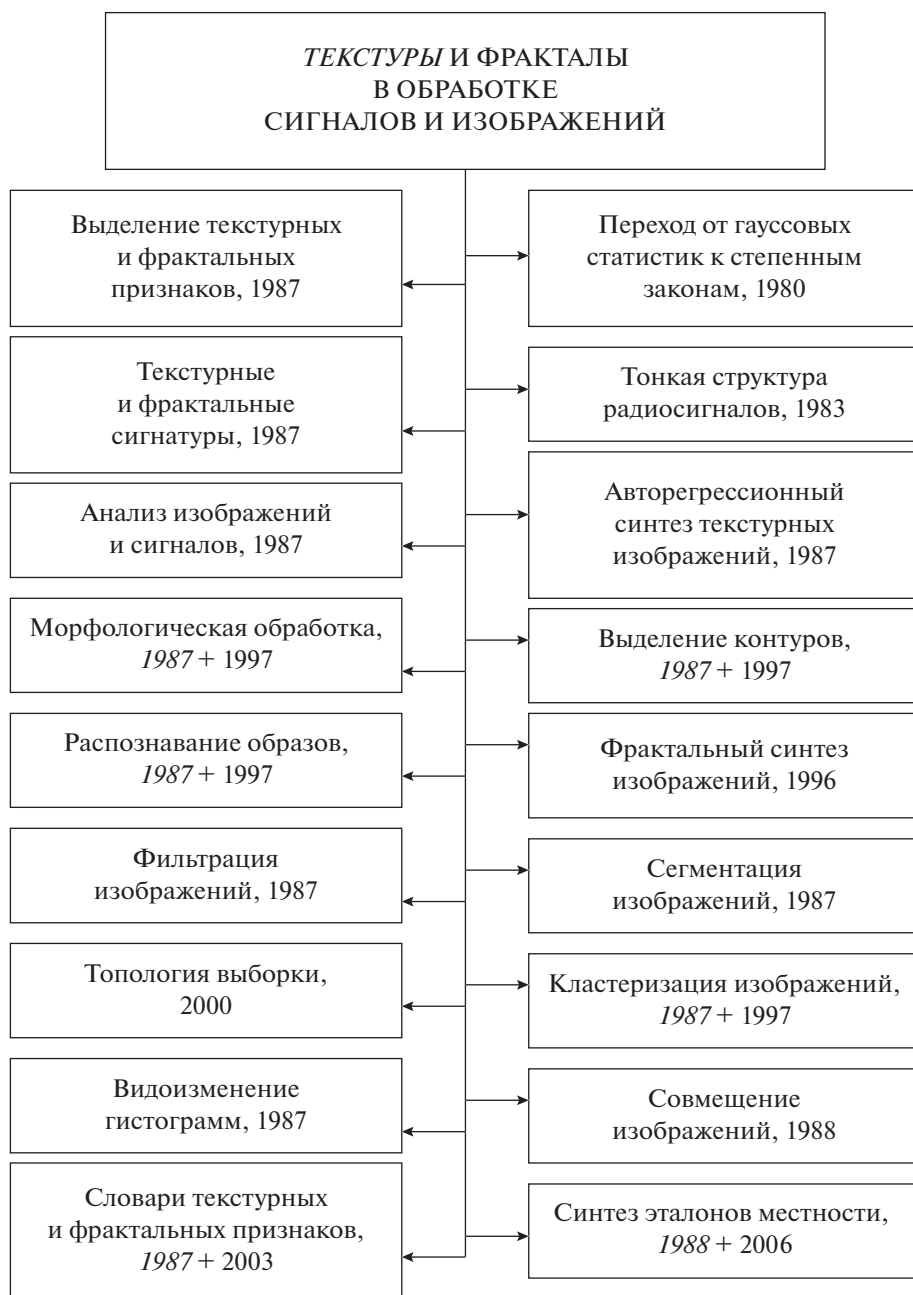 ТЕКСТУРЫ И ФРАКТАЛЫ
В ОБРАБОТКЕ
СИГНАЛОВ И ИЗОБРАЖЕНИЙ
Выделение текстурных
и фрактальных
признаков, 1987
Переход от гауссовых
статистик к степенным
законам, 1980
Текстурные
и фрактальные
сигнатуры, 1987
Тонкая структура
радиосигналов, 1983
Анализ изображений
и сигналов, 1987
Авторегрессионный
синтез текстурных
изображений, 1987
Морфологическая обработка,
1987 + 1997
Выделение контуров,
1987 + 1997
Распознавание образов,
1987 + 1997
Фрактальный синтез
изображений, 1996
Фильтрация
изображений, 1987
Сегментация
изображений, 1987
Топология выборки,
2000
Кластеризация изображений,
1987 + 1997
Видоизменение
гистограмм, 1987
Совмещение
изображений, 1988
Словари текстурных
и фрактальных признаков,
1987 + 2003
Синтез эталонов местности,
1988 + 2006